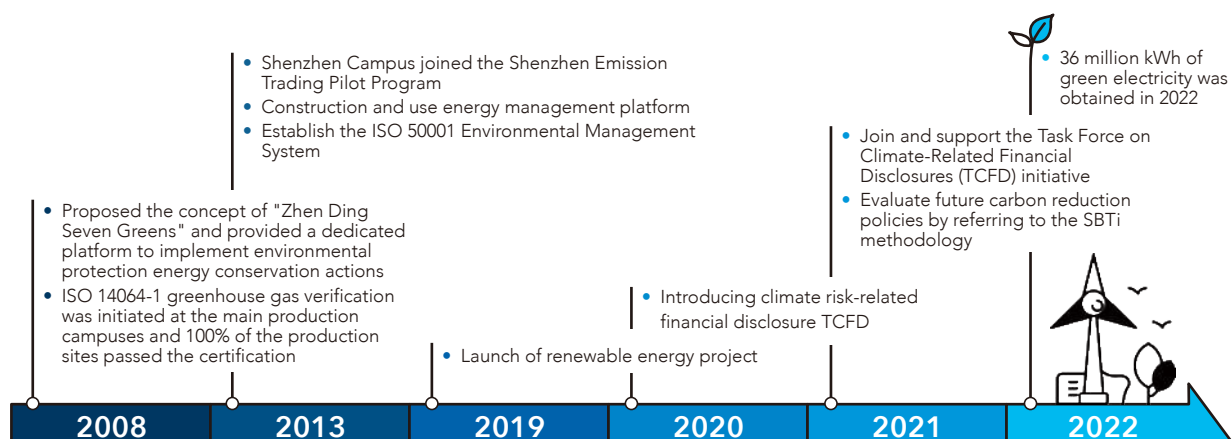 • Proposed the concept of "Zhen Ding
Seven Greens" and provided a dedicated
platform to implement environmental
protection energy conservation actions
• ISO 14064-1 greenhouse gas verification
was initiated at the main production
campuses and 100% of the production
sites passed the certification
• Shenzhen Campus joined the Shenzhen Emission
Trading Pilot Program
• Construction and use energy management platform
• Establish the ISO 50001 Environmental Management
System
• Launch of renewable energy project
• Introducing climate risk-related
financial disclosure TCFD
• Join and support the Task Force on
Climate-Related Financial
Disclosures (TCFD) initiative
• Evaluate future carbon reduction
policies by referring to the SBTi
methodology
• 36 million kWh of
green electricity was
obtained in 2022
2008
2013
2019
2020
2021
2022